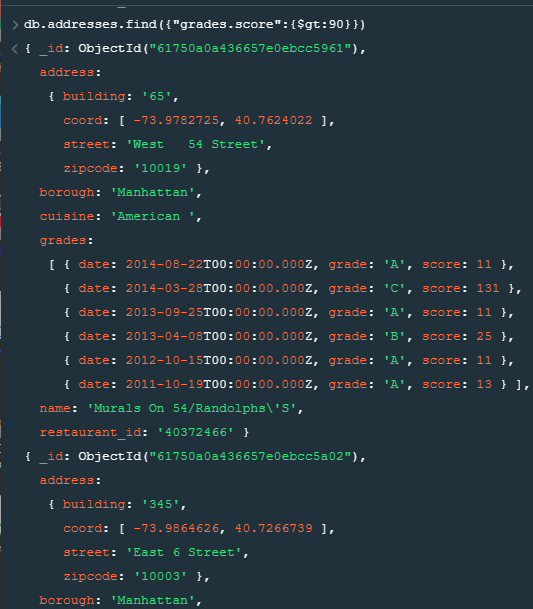 > db.addresses.find({"grades.score":{$gt:90}})
< { _id: ObjectId("61750a0a436657e0ebcc5961"),
address:
{ building: '65',
coord: [ -73.9782725, 40.7624022 ],
street: 'West   54 Street',
zipcode: '10019' },
borough: 'Manhattan',
cuisine: 'American ',
grades:
[ { date: 2014-08-22T00:00:00.000Z, grade: 'A', score: 11 },
{ date: 2014-03-28T00:00:00.000Z, grade: 'C', score: 131 },
{ date: 2013-09-25T00:00:00.000Z, grade: 'A', score: 11 },
{ date: 2013-04-08T00:00:00.000Z, grade: 'B', score: 25 },
{ date: 2012-10-15T00:00:00.000Z, grade: 'A', score: 11 },
{ date: 2011-10-19T00:00:00.000Z, grade: 'A', score: 13 } ],
name: 'Murals On 54/Randolphs\'S',
restaurant_id: '40372466' }
{ _id: ObjectId("61750a0a436657e0ebcc5a02"),
address:
{ building: '345',
coord: [ -73.9864626, 40.7266739 ],
street: 'East 6 Street',
zipcode: '10003' },
borough: 'Manhattan',